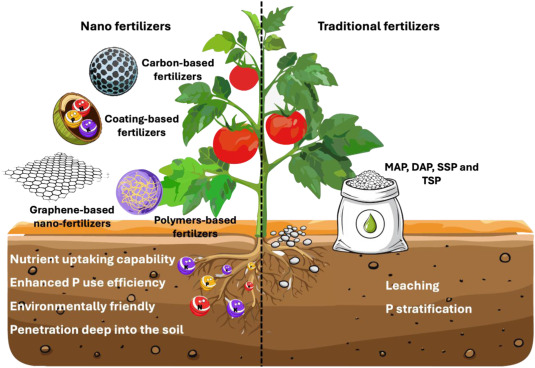 Nano fertilizers
Traditional fertilizers
Carbon-based
fertilizers
Coating-based
fertilizers
Graphene-based
nano-fertilizers
Polymers-based
fertilizers
MAP, DAP, SSP and
TSP
Nutrient uptaking capability
Enhanced P use efficiency
Environmentally friendly
Penetration deep into the soil
Leaching
P stratification